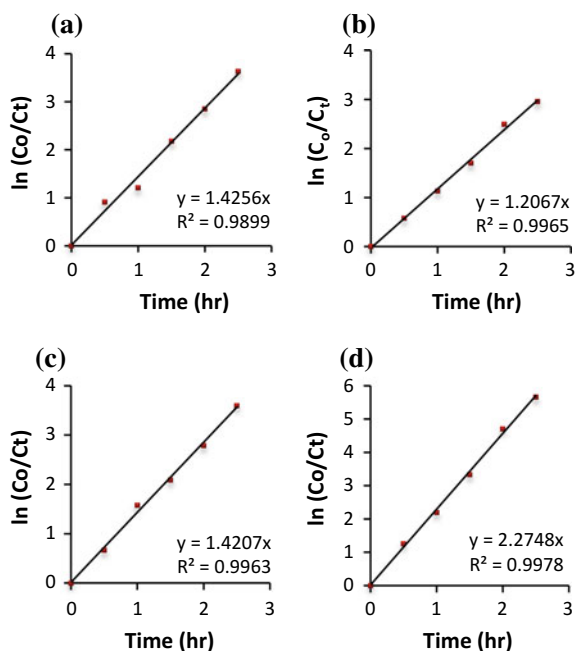 (a)
ln (Co/Ct)
4
3
2
1
0
y = 1.4256x
R² = 0.9899
0 1 2 3
Time (hr)
(b)
ln (Cₒ/Cₜ)
4
3
2
1
0
y = 1.2067x
R² = 0.9965
0 1 2 3
Time (hr)
(c)
ln (Co/Ct)
4
3
2
1
0
y = 1.4207x
R² = 0.9963
0 1 2 3
Time (hr)
(d)
ln (Co/Ct)
6
5
4
3
2
1
0
y = 2.2748x
R² = 0.9978
0 1 2 3
Time (hr)